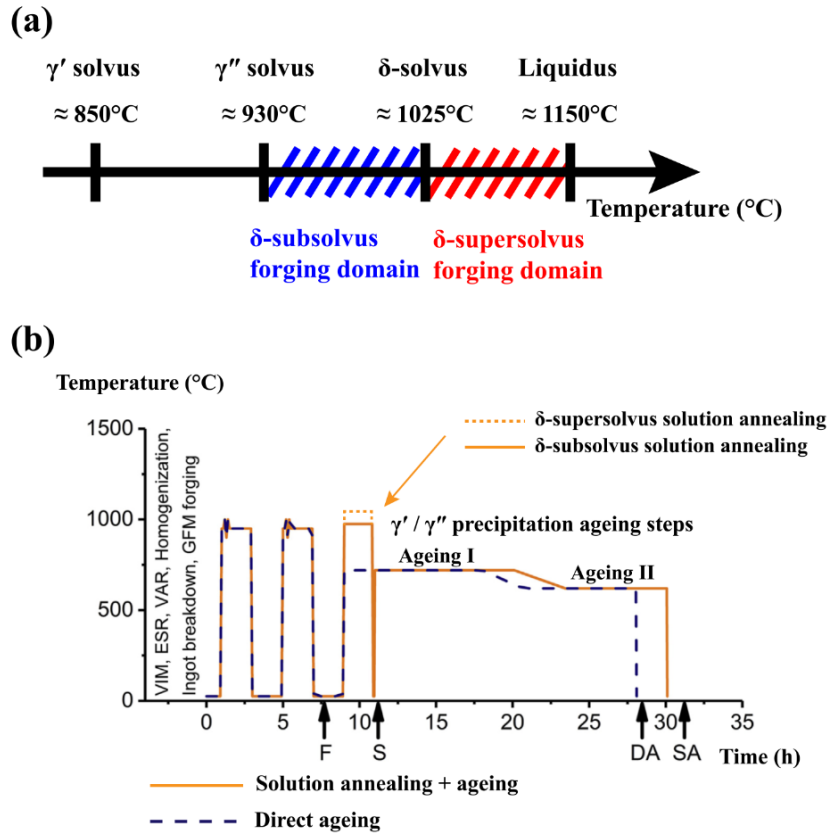 (a)
γ′ solvus γ″ solvus δ-solvus Liquidus
≈ 850°C ≈ 930°C ≈ 1025°C ≈ 1150°C
Temperature (°C)
δ-subsolvus
forging domain
δ-supersolvus
forging domain
(b)
Temperature (°C)
1500
1000
500
0
VIM, ESR, VAR, Homogenization,
Ingot breakdown, GFM forging
δ-supersolvus solution annealing
δ-subsolvus solution annealing
γ′ / γ″ precipitation ageing steps
Ageing I
Ageing II
0 5 10 15 20 25 30 35
F S DA SA
Time (h)
Solution annealing + ageing
Direct ageing